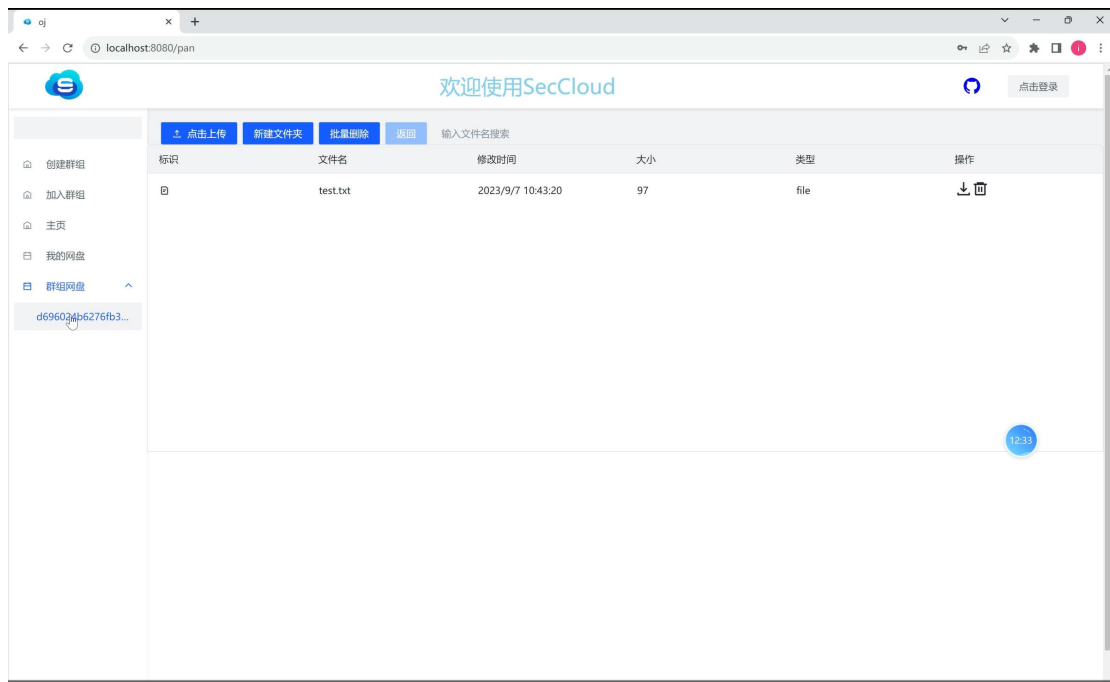 oj
localhost:8080/pan
欢迎使用SecCloud
点击登录
点击上传 新建文件夹 批量删除 返回 输入文件名搜索
标识 文件名 修改时间 大小 类型 操作
test.txt 2023/9/7 10:43:20 97 file
创建群组
加入群组
主页
我的网盘
群组网盘
d696024b6276fb3...
12:33